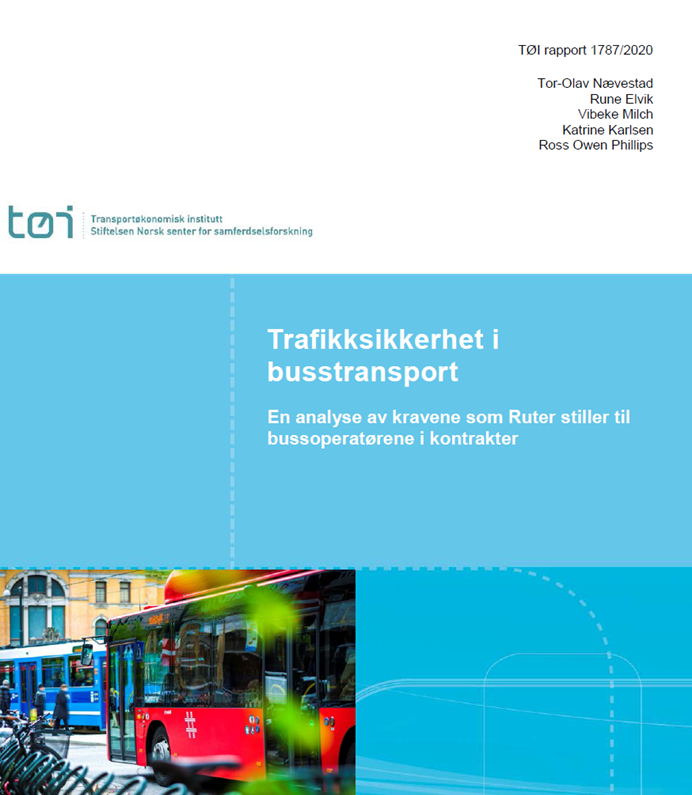 TØI rapport 1787/2020
Tor-Olav Nævestad
Rune Elvik
Vibeke Milch
Katrine Karlsen
Ross Owen Phillips
tøi
Transportøkonomisk institutt
Stiftelsen Norsk senter for samferdselsforskning
Trafikksikkerhet i
busstransport
En analyse av kravene som Ruter stiller til
bussoperatørene i kontrakter
#